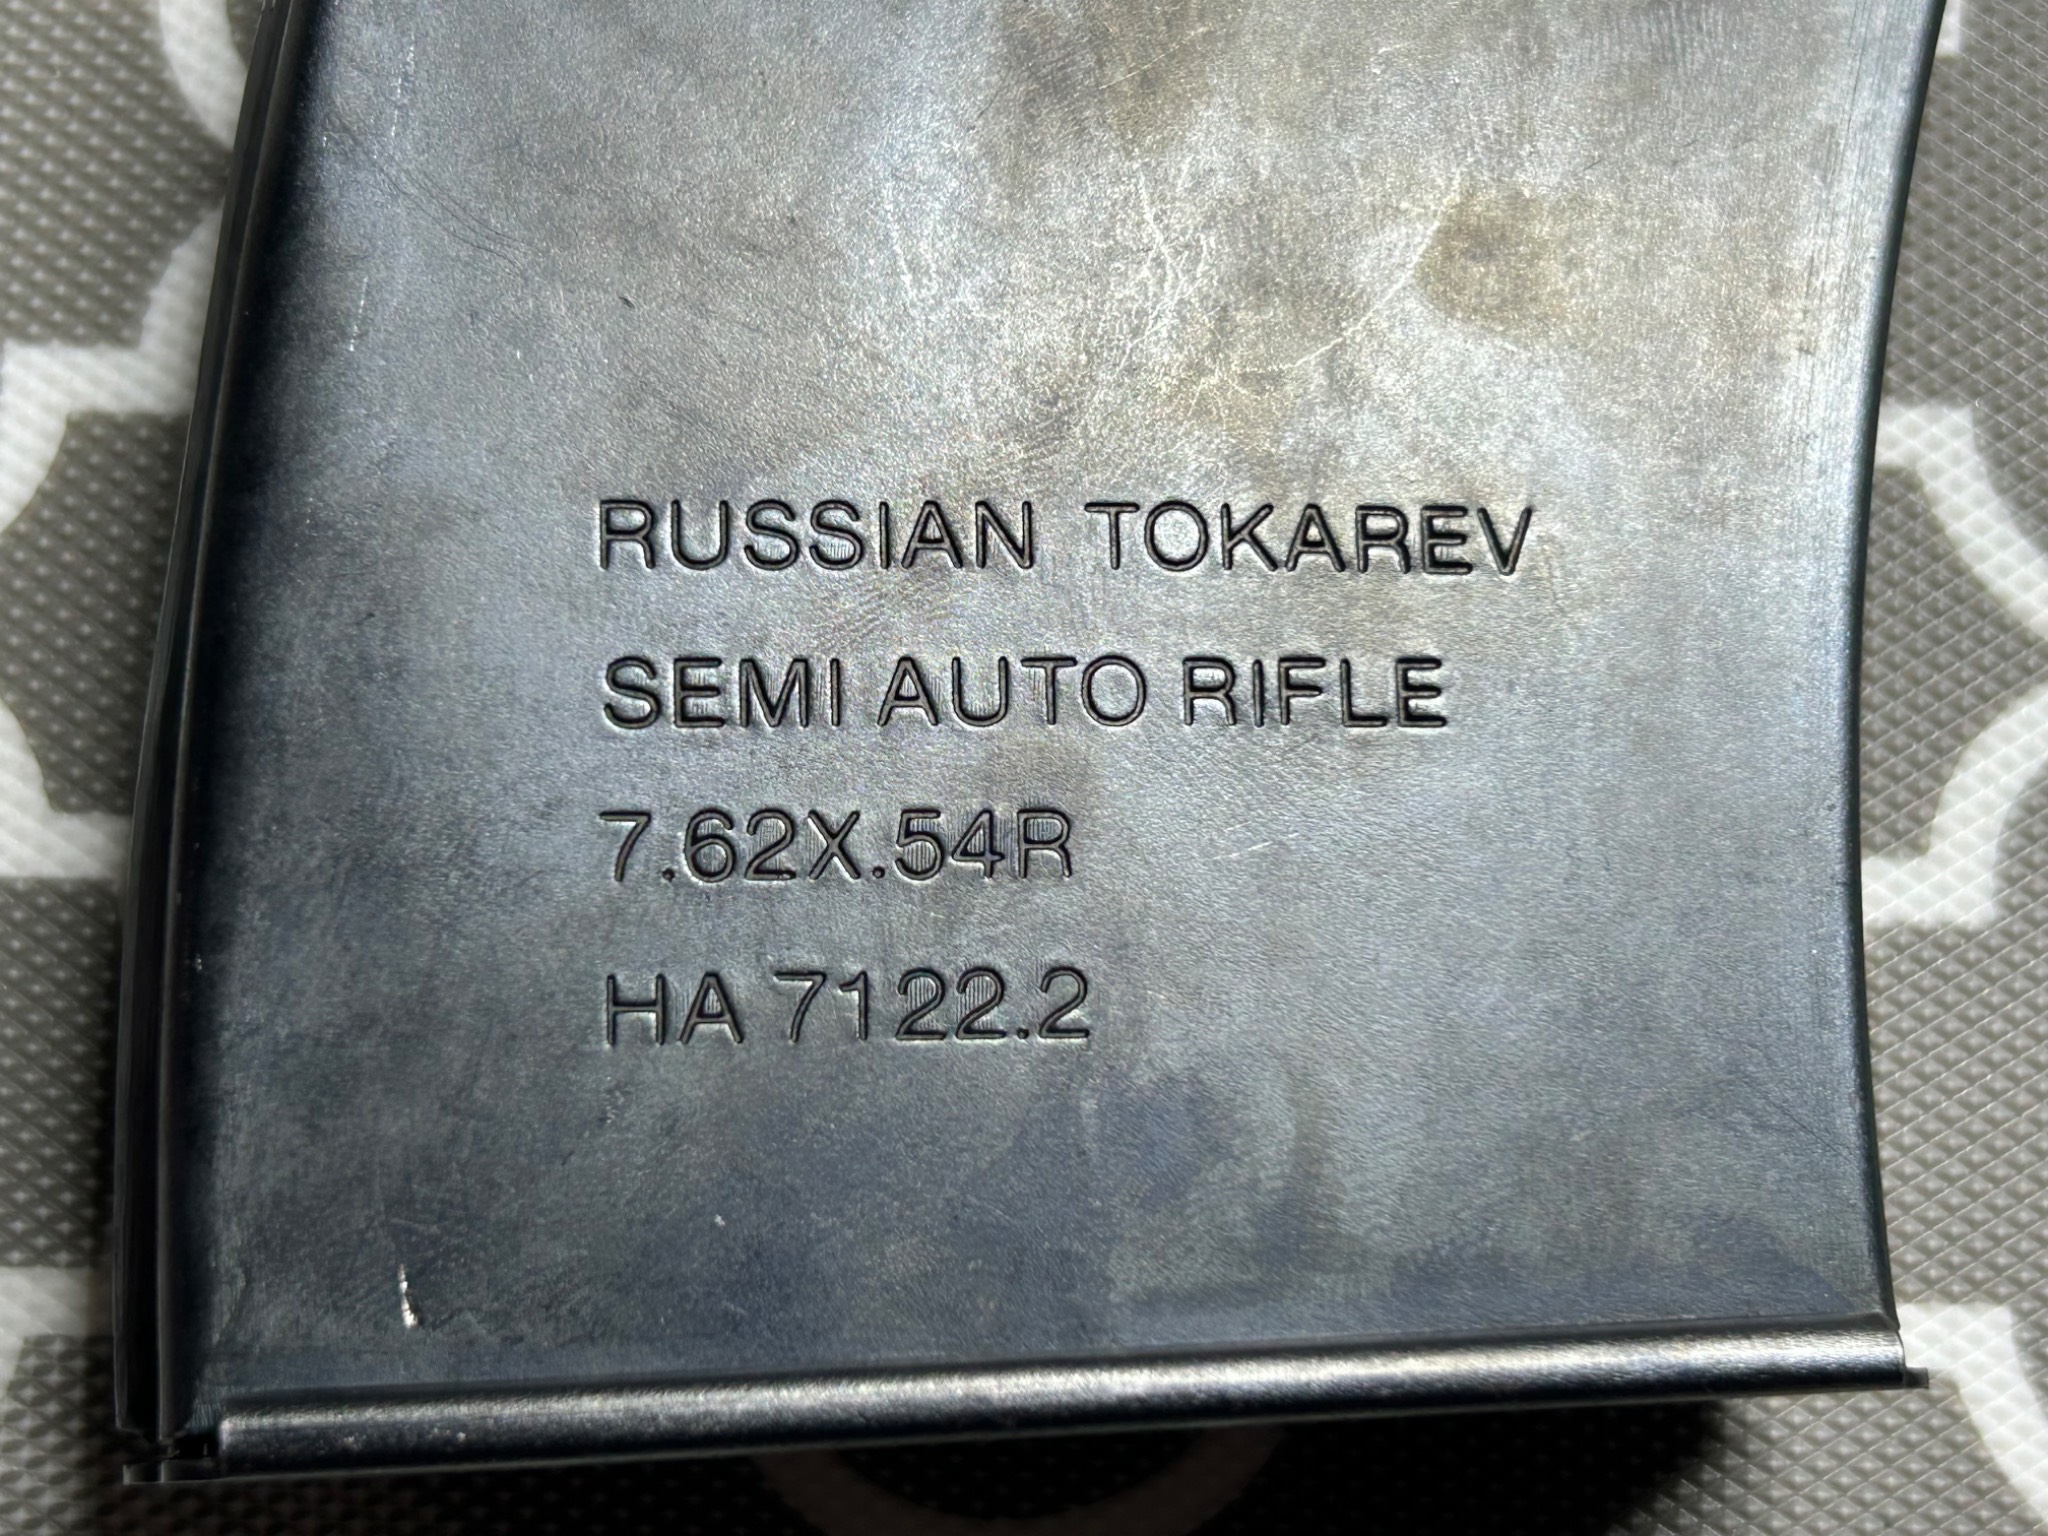 RUSSIAN TOKAREV
SEMI AUTO RIFLE
7.62X.54R
HA 7122.2